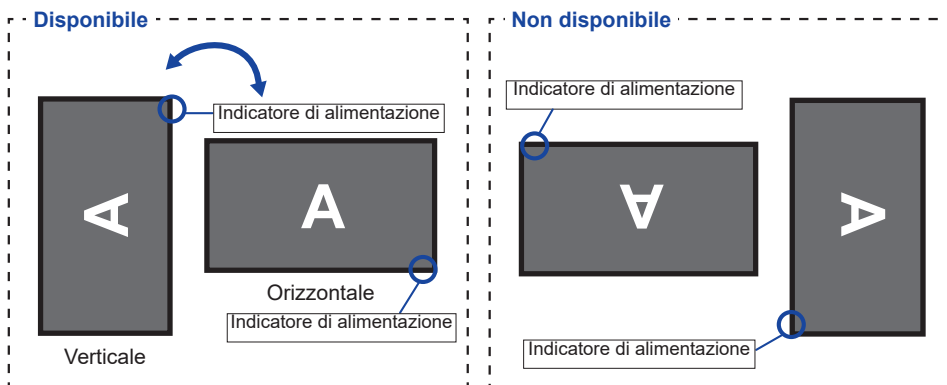 Disponibile
Indicatore di alimentazione
A
A
Orizzontale
Indicatore di alimentazione
Verticale
Non disponibile
Indicatore di alimentazione
A
A
Indicatore di alimentazione